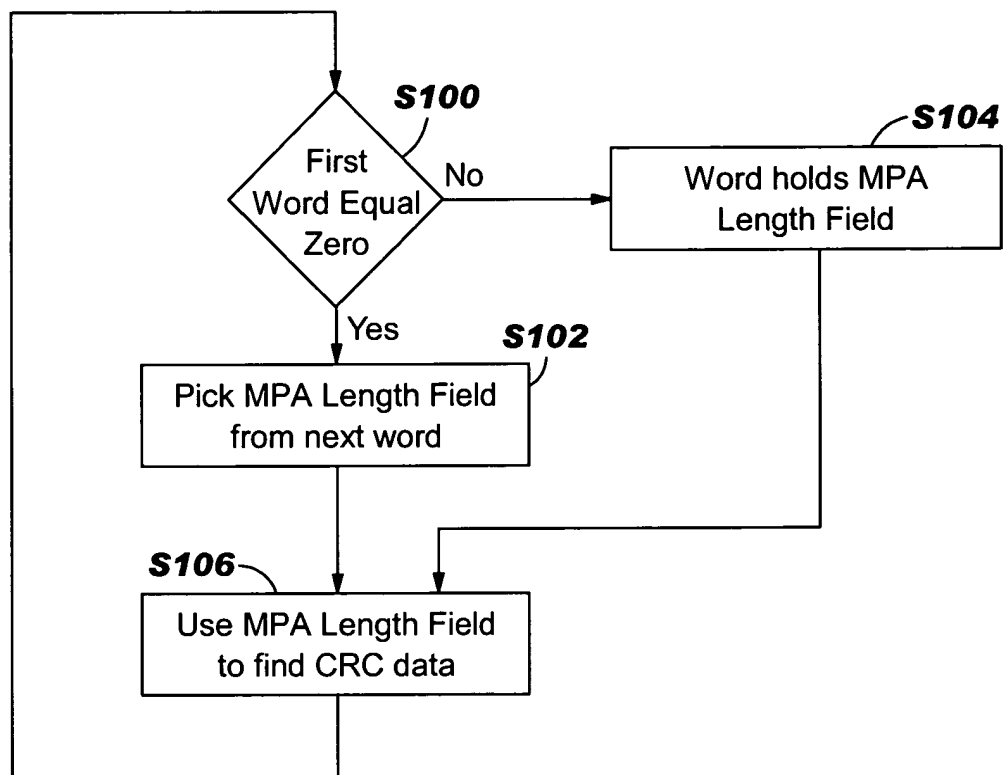 S100
First
Word Equal
Zero
No
S104
Word holds MPA
Length Field
Yes
S102
Pick MPA Length Field
from next word
S106
Use MPA Length Field
to find CRC data